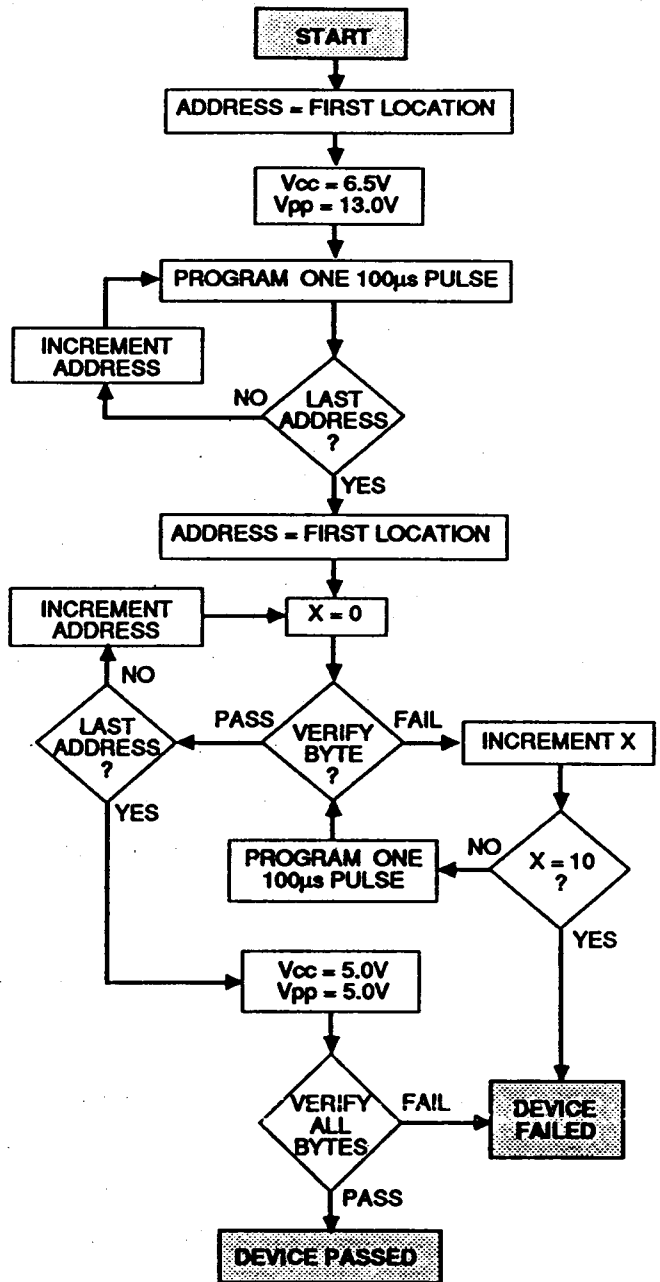 START
ADDRESS = FIRST LOCATION
Vcc = 6.5V
Vpp = 13.0V
PROGRAM ONE 100µs PULSE
INCREMENT
ADDRESS
NO
LAST
ADDRESS
?
YES
ADDRESS = FIRST LOCATION
INCREMENT
ADDRESS
X = 0
NO
LAST
ADDRESS
?
PASS
VERIFY
BYTE
?
FAIL
INCREMENT X
YES
PROGRAM ONE
100µs PULSE
NO
X = 10
?
YES
Vcc = 5.0V
Vpp = 5.0V
VERIFY
ALL
BYTES
FAIL
DEVICE
FAILED
PASS
DEVICE PASSED